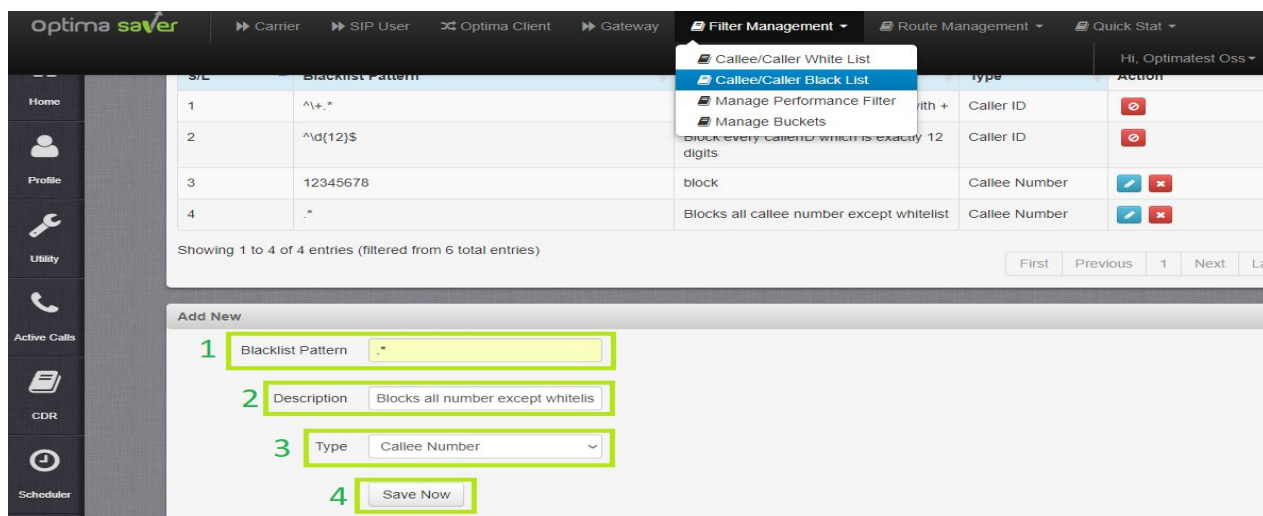 optima saver
Carrier SIP User Optima Client Gateway Filter Management Route Management Quick Stat
Callee/Caller White List
Callee/Caller Black List
Manage Performance Filter
Manage Buckets
Hi, Optimatest Oss
Home
Profile
Utility
Active Calls
CDR
Scheduler
S/L Blacklist Pattern Type Action
1 ^\+.* with + Caller ID
2 ^\d{12}$ Block every callerID which is exactly 12 digits Caller ID
3 12345678 block Callee Number
4 .* Blocks all callee number except whitelist Callee Number
Showing 1 to 4 of 4 entries (filtered from 6 total entries)
First Previous 1 Next La
Add New
1 Blacklist Pattern .*
2 Description Blocks all number except whitelis
3 Type Callee Number
4 Save Now